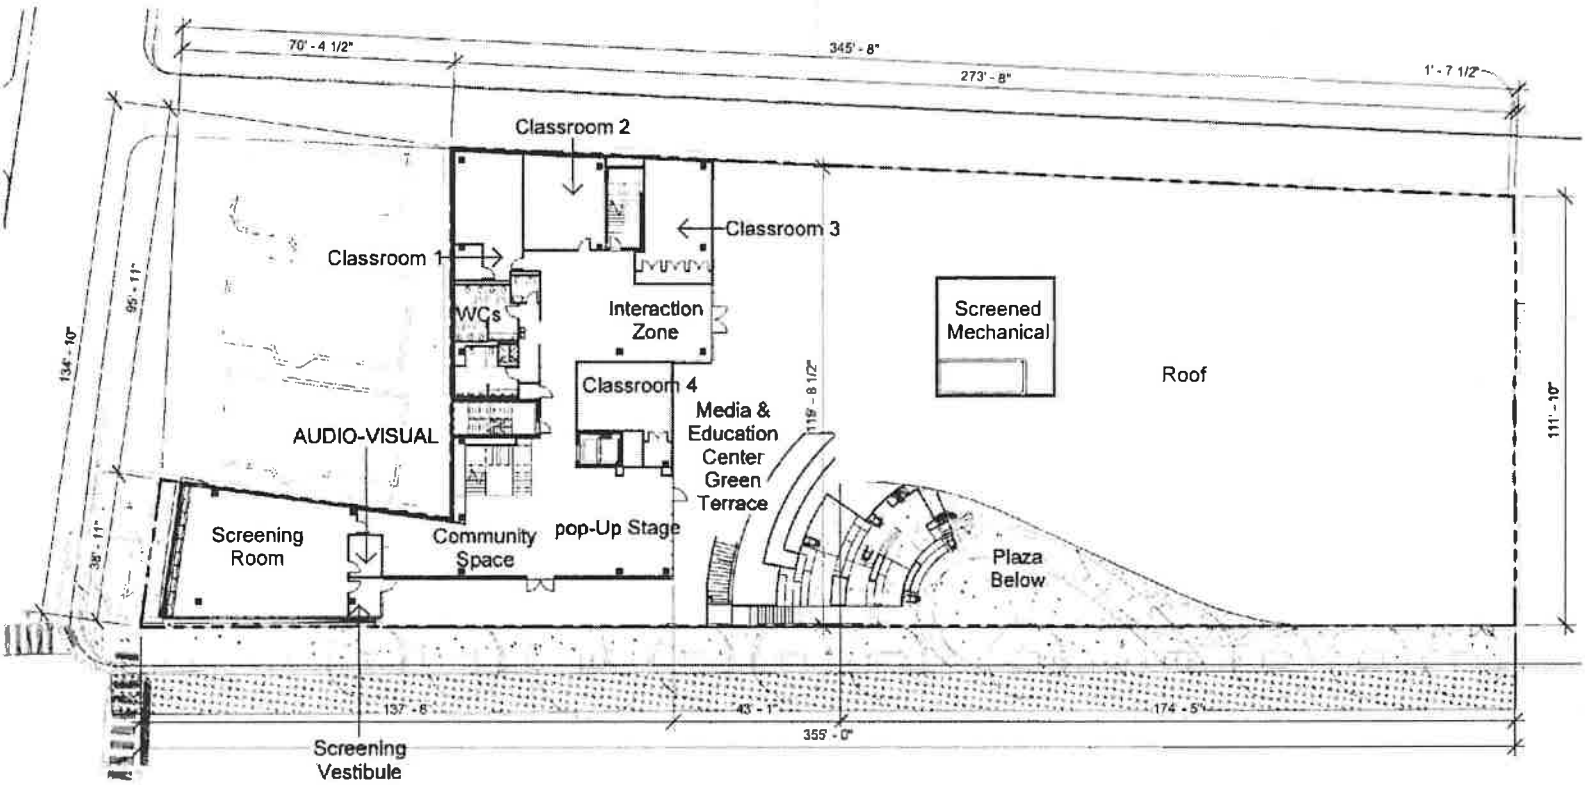 70' - 4 1/2"
345' - 8"
273' - 8"
1' - 7 1/2"
Classroom 2
Classroom 3
Classroom 1
WCs
Interaction
Zone
Screened
Mechanical
95' - 11"
134' - 10"
Classroom 4
119' - 8 1/2"
Roof
111' - 10"
AUDIO-VISUAL
Media &
Education
Center
Green
Terrace
38' - 11"
Screening
Room
Community
Space
pop-Up Stage
Plaza
Below
137' - 6
43' - 1"
174' - 5"
355' - 0"
Screening
Vestibule